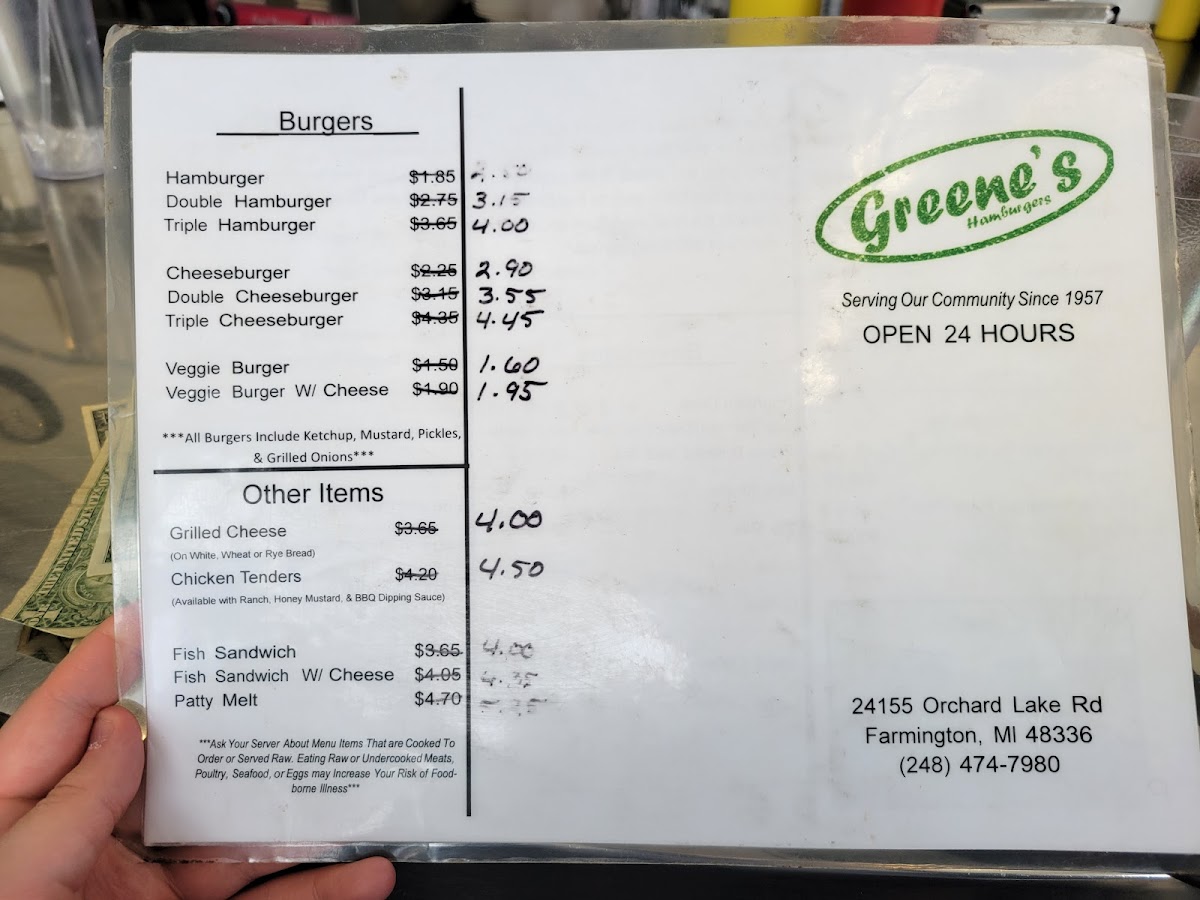 Burgers
Hamburger $1.85
Double Hamburger $2.75 3.15
Triple Hamburger $3.65 4.00
Cheeseburger $2.25 2.90
Double Cheeseburger $3.15 3.55
Triple Cheeseburger $4.35 4.45
Veggie Burger $1.50 1.60
Veggie Burger W/ Cheese $1.90 1.95
***All Burgers Include Ketchup, Mustard, Pickles,
& Grilled Onions***
Other Items
Grilled Cheese $3.65 4.00
(On White, Wheat or Rye Bread)
Chicken Tenders $4.20 4.50
(Available with Ranch, Honey Mustard, & BBQ Dipping Sauce)
Fish Sandwich $3.65 4.00
Fish Sandwich W/ Cheese $4.05 4.35
Patty Melt $4.70
***Ask Your Server About Menu Items That are Cooked To
Order or Served Raw. Eating Raw or Undercooked Meats,
Poultry, Seafood, or Eggs may Increase Your Risk of Food-
borne Illness***
Greene's
Hamburgers
Serving Our Community Since 1957
OPEN 24 HOURS
24155 Orchard Lake Rd
Farmington, MI 48336
(248) 474-7980